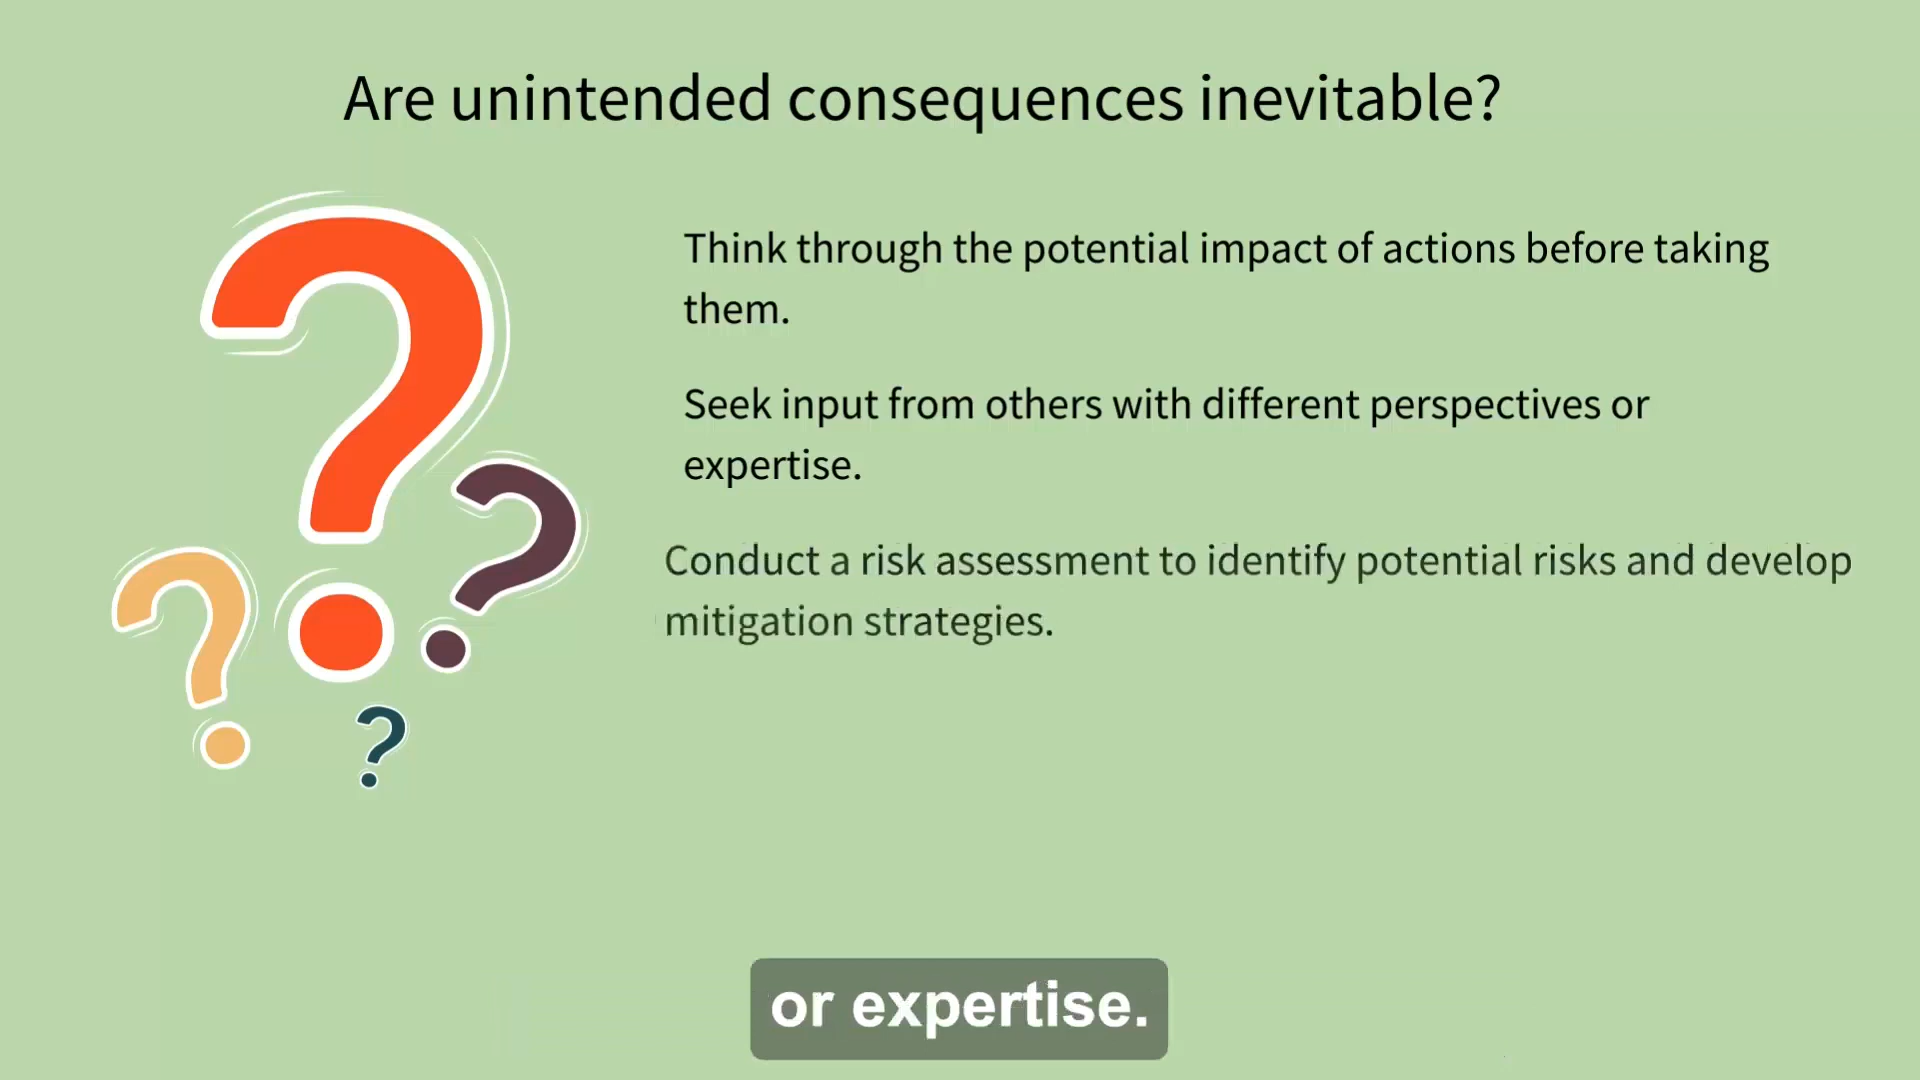 Are unintended consequences inevitable?
Think through the potential impact of actions before taking
them.
Seek input from others with different perspectives or
expertise.
Conduct a risk assessment to identify potential risks and develop
mitigation strategies.
or expertise.